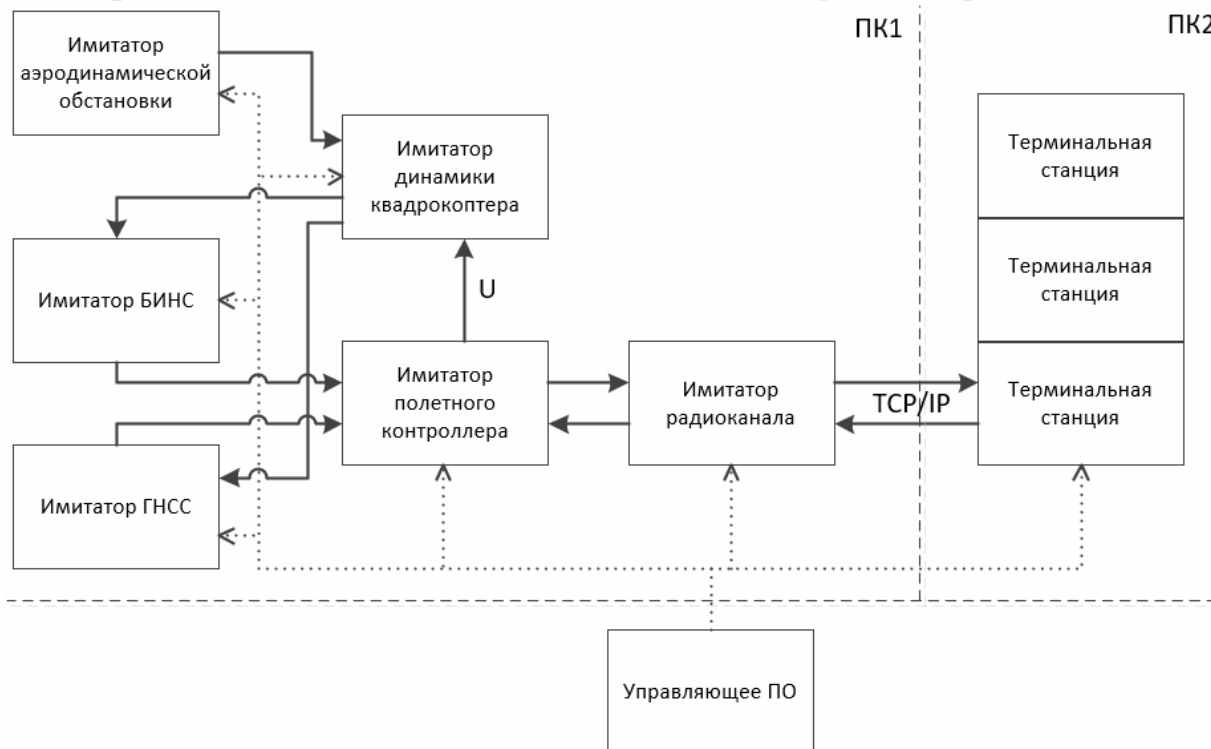 Имитатор
аэродинамической
обстановки
ПК1
ПК2
Имитатор
динамики
квадрокоптера
Терминальная
станция
Имитатор БИНС
U
Терминальная
станция
Имитатор
полетного
контроллера
Имитатор
радиоканала
TCP/IP
Терминальная
станция
Имитатор ГНСС
Управляющее ПО